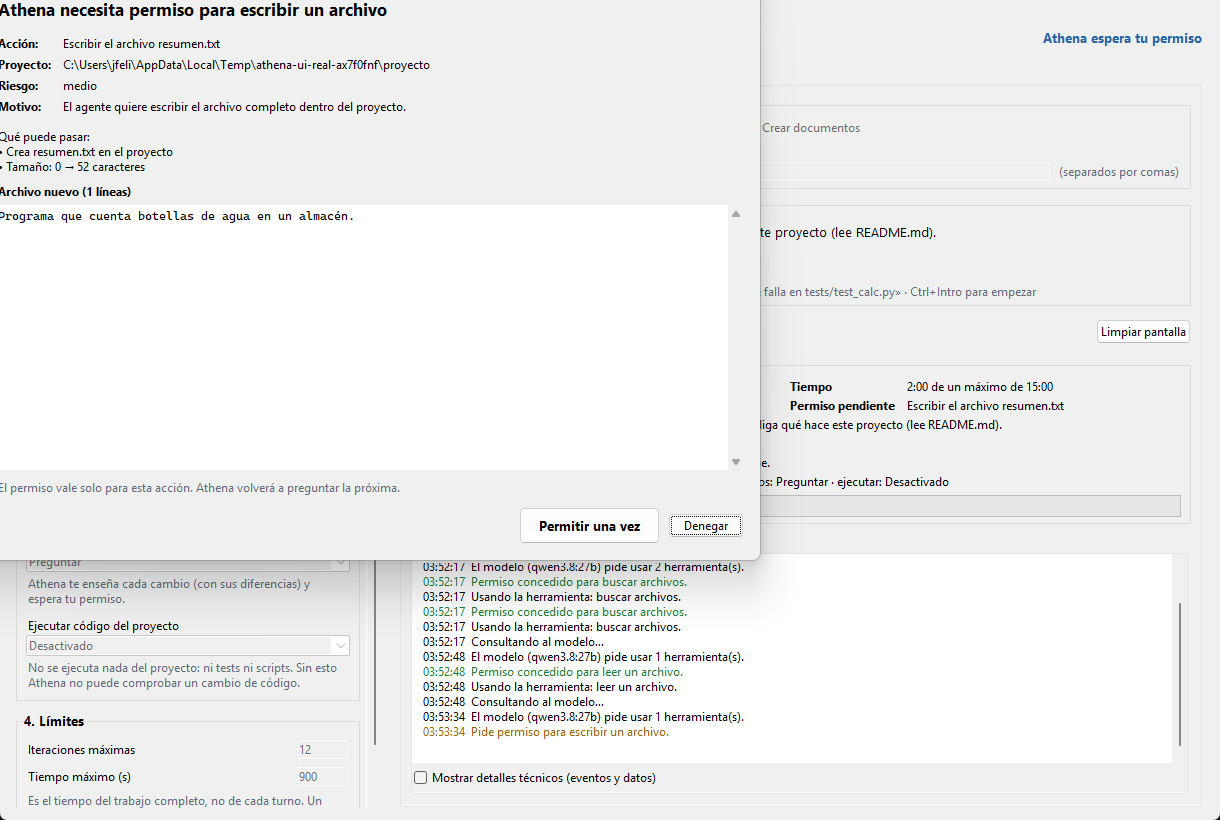 Athena necesita permiso para escribir un archivo
Acción: Escribir el archivo resumen.txt
Proyecto: C:\Users\jfeli\AppData\Local\Temp\athena-ui-real-ax7f0fnf\proyecto
Riesgo: medio
Motivo: El agente quiere escribir el archivo completo dentro del proyecto.
Qué puede pasar:
• Crea resumen.txt en el proyecto
• Tamaño: 0 → 52 caracteres
Archivo nuevo (1 líneas)
Programa que cuenta botellas de agua en un almacén.
El permiso vale solo para esta acción. Athena volverá a preguntar la próxima.
Permitir una vez
Denegar
Athena espera tu permiso
Crear documentos
(separados por comas)
te proyecto (lee README.md).
falla en tests/test_calc.py» · Ctrl+Intro para empezar
Limpiar pantalla
Tiempo 2:00 de un máximo de 15:00
Permiso pendiente Escribir el archivo resumen.txt
diga qué hace este proyecto (lee README.md).
e.
os: Preguntar · ejecutar: Desactivado
Preguntar
Athena te enseña cada cambio (con sus diferencias) y
espera tu permiso.
Ejecutar código del proyecto
Desactivado
No se ejecuta nada del proyecto: ni tests ni scripts. Sin esto
Athena no puede comprobar un cambio de código.
4. Límites
Iteraciones máximas 12
Tiempo máximo (s) 900
Es el tiempo del trabajo completo, no de cada turno. Un
03:52:17 El modelo (qwen3.8:27b) pide usar 2 herramienta(s).
03:52:17 Permiso concedido para buscar archivos.
03:52:17 Usando la herramienta: buscar archivos.
03:52:17 Permiso concedido para buscar archivos.
03:52:17 Usando la herramienta: buscar archivos.
03:52:17 Consultando al modelo...
03:52:48 El modelo (qwen3.8:27b) pide usar 1 herramienta(s).
03:52:48 Permiso concedido para leer un archivo.
03:52:48 Usando la herramienta: leer un archivo.
03:52:48 Consultando al modelo...
03:53:34 El modelo (qwen3.8:27b) pide usar 1 herramienta(s).
03:53:34 Pide permiso para escribir un archivo.
Mostrar detalles técnicos (eventos y datos)